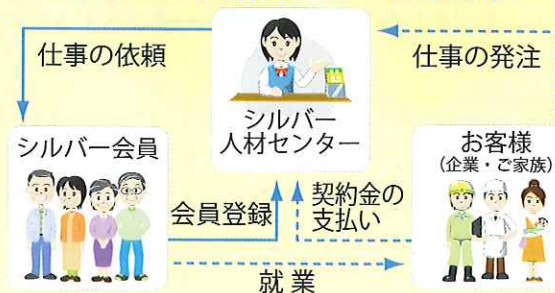 仕事の依頼
仕事の発注
シルバー
人材センター
シルバー会員
お客様
(企業・ご家族)
会員登録
契約金の
支払い
就業